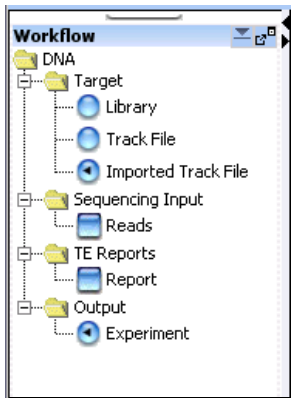 Workflow
DNA
Target
Library
Track File
Imported Track File
Sequencing Input
Reads
TE Reports
Report
Output
Experiment